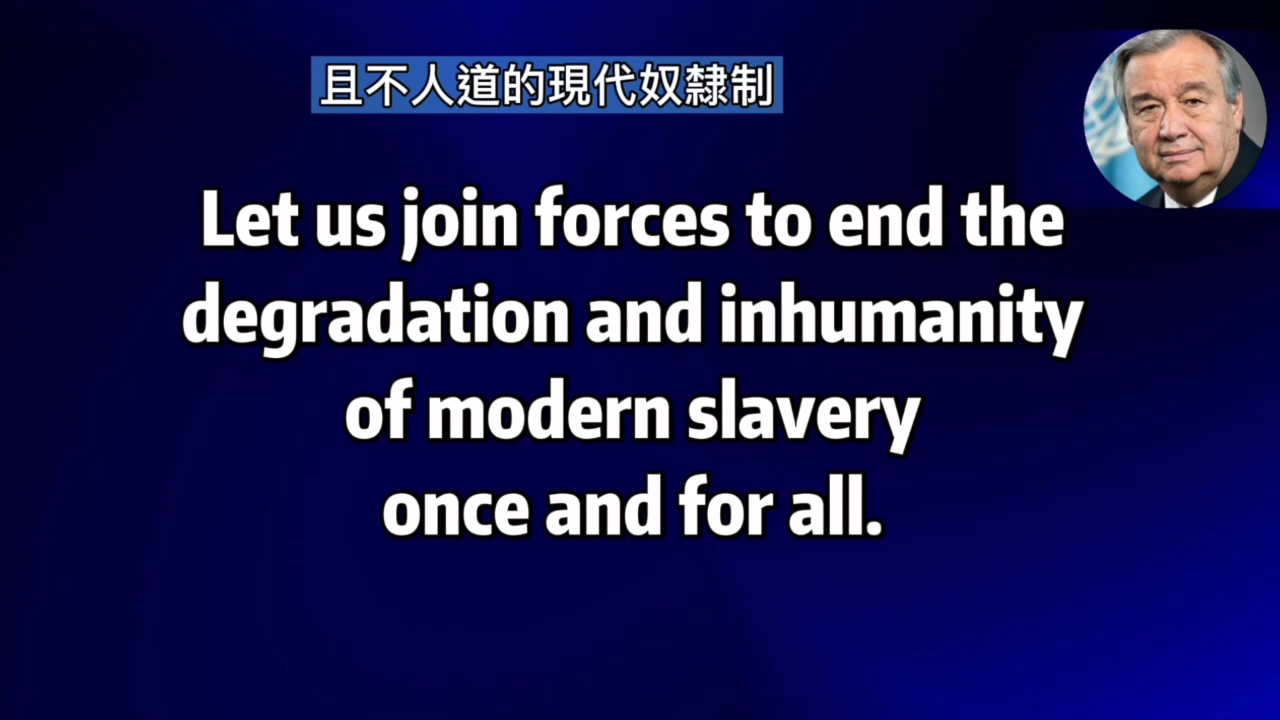 且不人道的現代奴隸制
Let us join forces to end the
degradation and inhumanity
of modern slavery
once and for all.